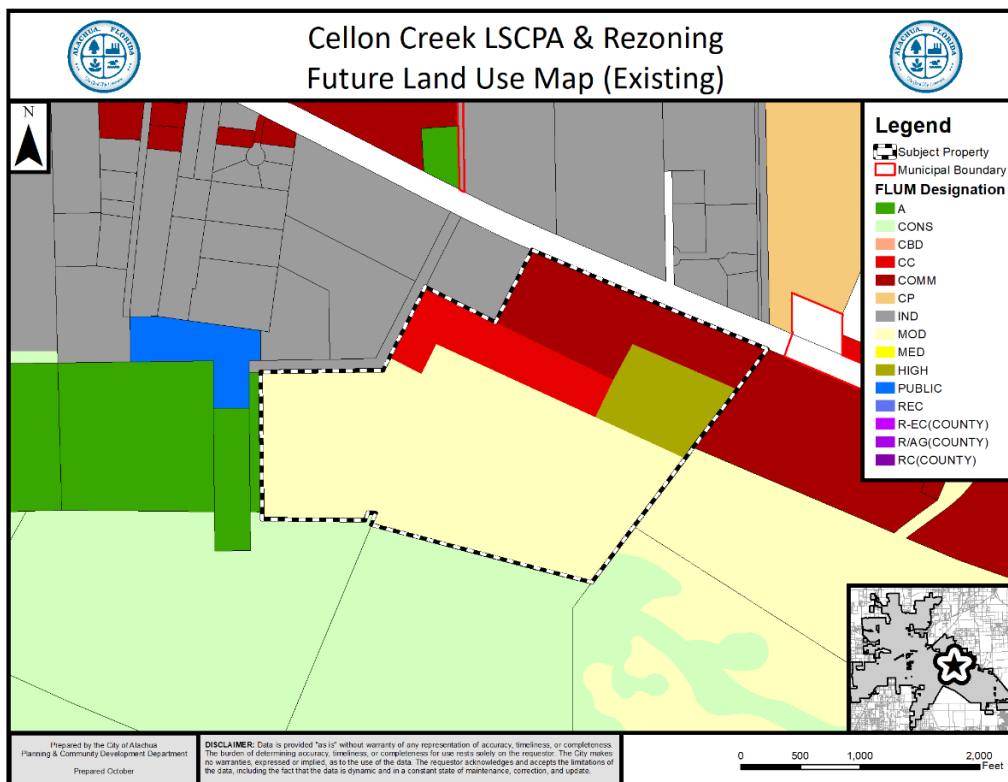 Cellon Creek LSCPA & Rezoning
Future Land Use Map (Existing)
ALACHUA, FLORIDA
ALACHUA, FLORIDA
N
Legend
Subject Property
Municipal Boundary
FLUM Designation
A
CONS
CBD
CC
COMM
CP
IND
MOD
MED
HIGH
PUBLIC
REC
R-EC(COUNTY)
R/AG(COUNTY)
RC(COUNTY)
Prepared by the City of Alachua
Planning & Community Development Department
Prepared October
DISCLAIMER: Data is provided "as is" without warranty of any representation of accuracy, timeliness, or completeness.
The burden of determining accuracy, timeliness, or completeness for use rests solely on the requestor. The City makes
no warranties, expressed or implied, as to the use of the data. The requestor acknowledges and accepts the limitations of
the data, including the fact that the data is dynamic and in a constant state of maintenance, correction, and update.
0 500 1,000 2,000
Feet